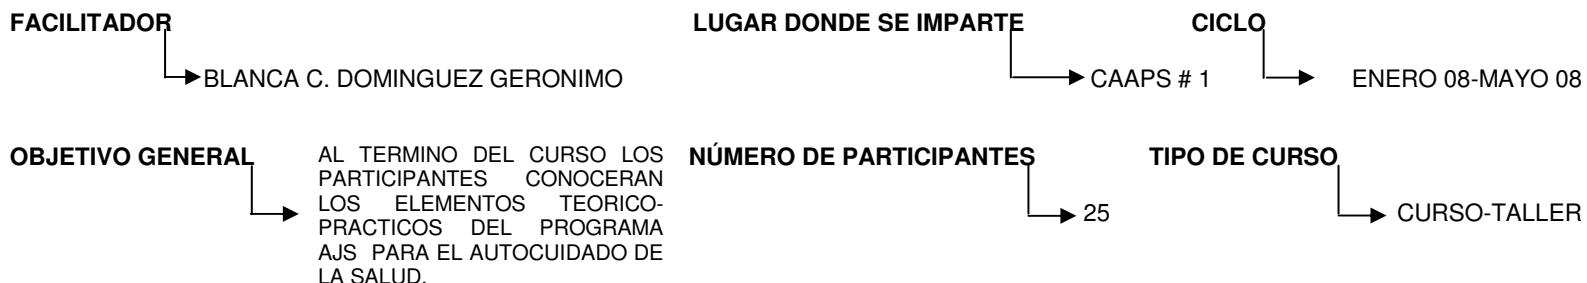 FACILITADOR LUGAR DONDE SE IMPARTE CICLO
BLANCA C. DOMINGUEZ GERONIMO CAAPS # 1 ENERO 08-MAYO 08
OBJETIVO GENERAL
AL TERMINO DEL CURSO LOS
PARTICIPANTES CONOCERAN
LOS ELEMENTOS TEORICO-
PRACTICOS DEL PROGRAMA
AJS PARA EL AUTOCUIDADO DE
LA SALUD.
NÚMERO DE PARTICIPANTES TIPO DE CURSO
25 CURSO-TALLER